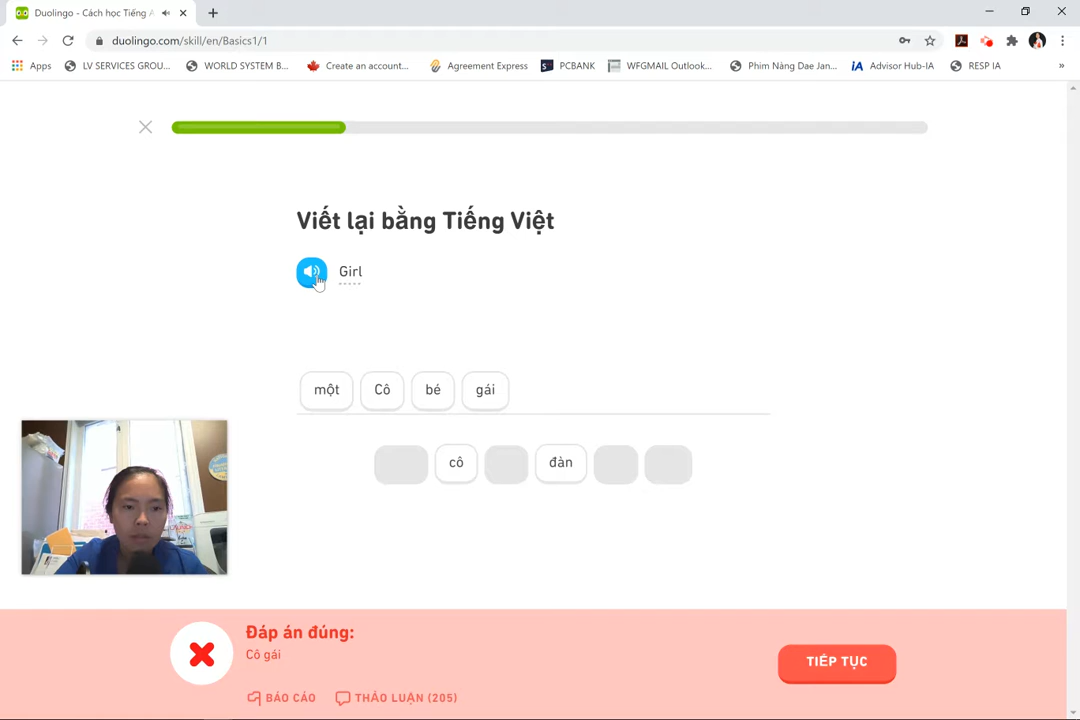 Duolingo - Cách học Tiếng A
duolingo.com/skill/en/Basics1/1
Apps LV SERVICES GROU... WORLD SYSTEM B... Create an account... Agreement Express PCBANK WFGMAIL Outlook... Phim Nàng Dae Jan... iA Advisor Hub-IA RESP IA »
Viết lại bằng Tiếng Việt
Girl
một Cô bé gái
cô đàn
Đáp án đúng:
Cô gái
TIẾP TỤC
BÁO CÁO THẢO LUẬN (205)